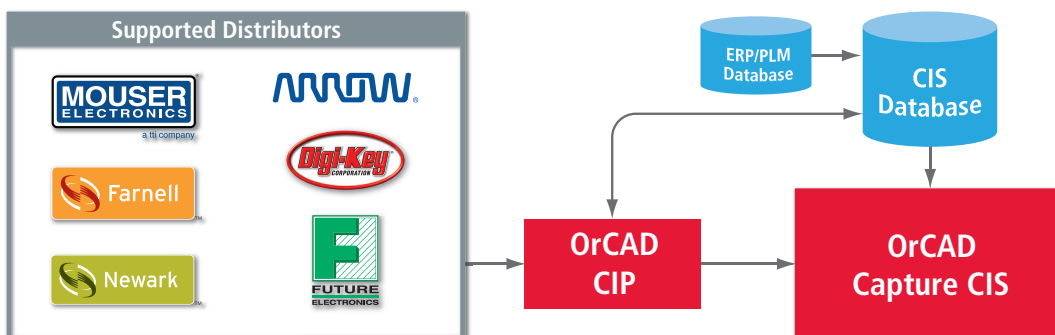 Supported Distributors
MOUSER
ELECTRONICS
a tti company
ARROW
Farnell
Digi-Key
CORPORATION
Newark
F
FUTURE
ELECTRONICS
ERP/PLM
Database
CIS
Database
OrCAD
CIP
OrCAD
Capture CIS